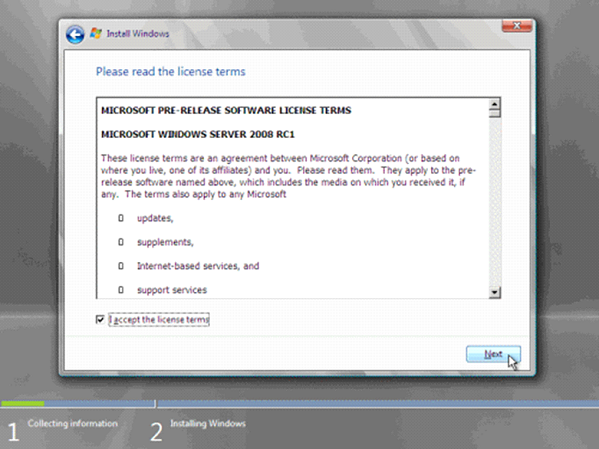 Install Windows
Please read the license terms
MICROSOFT PRE-RELEASE SOFTWARE LICENSE TERMS
MICROSOFT WINDOWS SERVER 2008 RC1
These license terms are an agreement between Microsoft Corporation (or based on
where you live, one of its affiliates) and you. Please read them. They apply to the pre-
release software named above, which includes the media on which you received it, if
any. The terms also apply to any Microsoft
updates,
supplements,
Internet-based services, and
support services
I accept the license terms
Next
1 Collecting information
2 Installing Windows